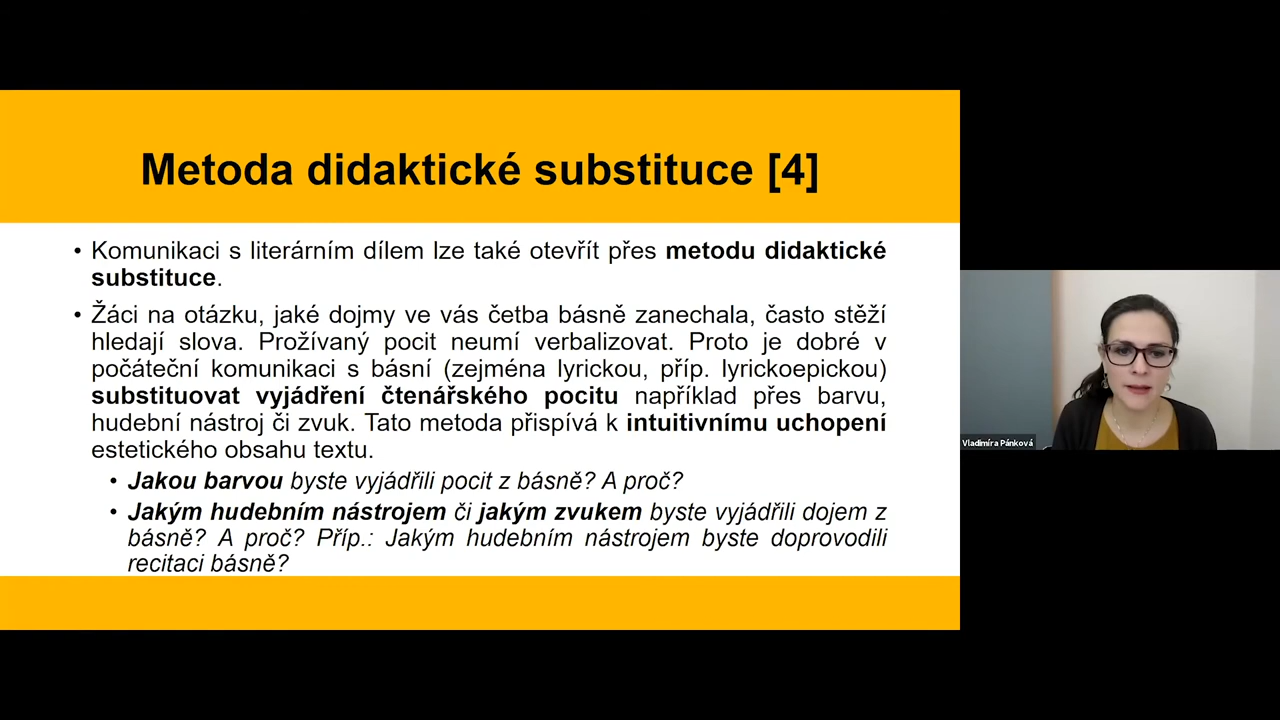 Metoda didaktické substituce [4]
• Komunikaci s literárním dílem lze také otevřít přes metodu didaktické
substituce.
• Žáci na otázku, jaké dojmy ve vás četba básně zanechala, často stěží
hledají slova. Prožívaný pocit neumí verbalizovat. Proto je dobré v
počáteční komunikaci s básní (zejména lyrickou, příp. lyrickoepickou)
substituovat vyjádření čtenářského pocitu například přes barvu,
hudební nástroj či zvuk. Tato metoda přispívá k intuitivnímu uchopení
estetického obsahu textu.
• Jakou barvou byste vyjádřili pocit z básně? A proč?
• Jakým hudebním nástrojem či jakým zvukem byste vyjádřili dojem z
básně? A proč? Příp.: Jakým hudebním nástrojem byste doprovodili
recitaci básně?
Vladimíra Pánková